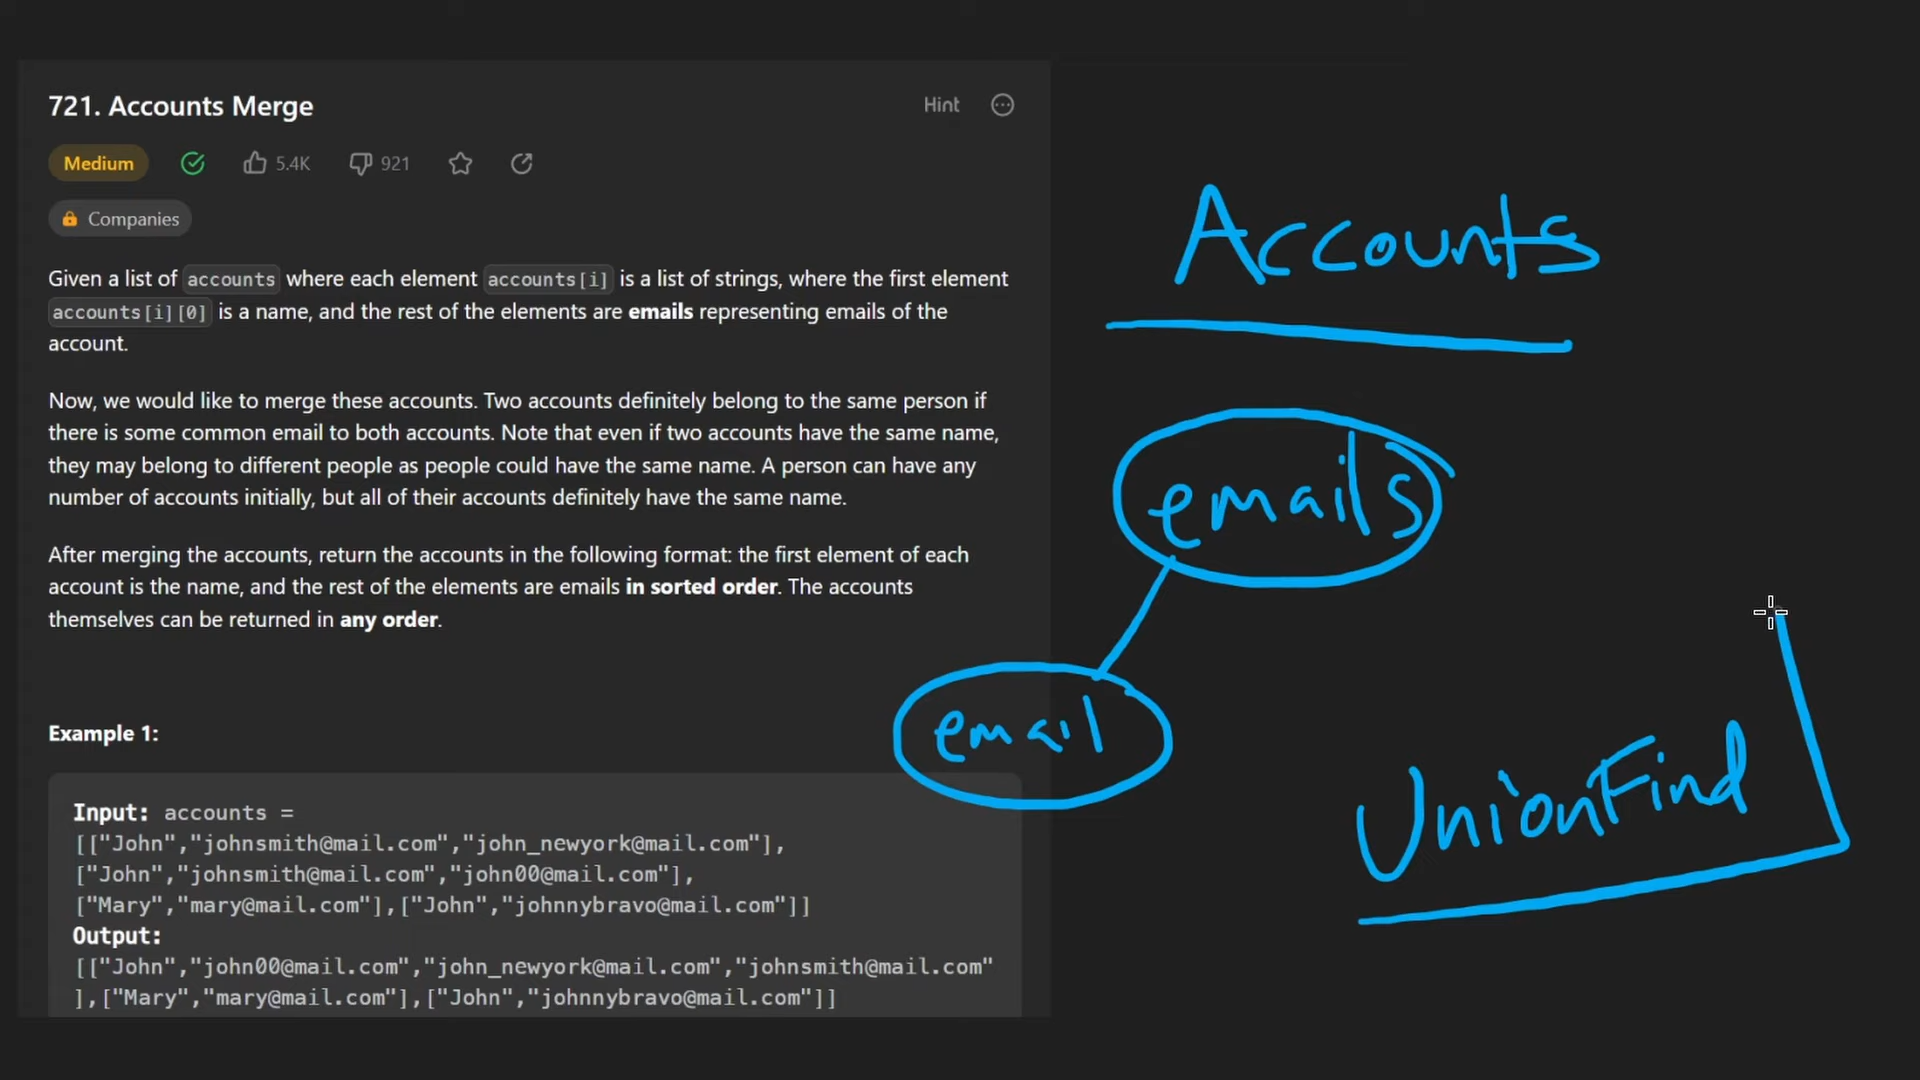 721. Accounts Merge
Hint
Medium
5.4K
921
Companies
Given a list of accounts where each element accounts[i] is a list of strings, where the first element
accounts[i][0] is a name, and the rest of the elements are emails representing emails of the
account.
Now, we would like to merge these accounts. Two accounts definitely belong to the same person if
there is some common email to both accounts. Note that even if two accounts have the same name,
they may belong to different people as people could have the same name. A person can have any
number of accounts initially, but all of their accounts definitely have the same name.
After merging the accounts, return the accounts in the following format: the first element of each
account is the name, and the rest of the elements are emails in sorted order. The accounts
themselves can be returned in any order.
Example 1:
Input: accounts =
[["John","johnsmith@mail.com","john_newyork@mail.com"],
["John","johnsmith@mail.com","john00@mail.com"],
["Mary","mary@mail.com"],["John","johnnybravo@mail.com"]]
Output:
[["John","john00@mail.com","john_newyork@mail.com","johnsmith@mail.com"
],["Mary","mary@mail.com"],["John","johnnybravo@mail.com"]]
Accounts
emails
email
UnionFind